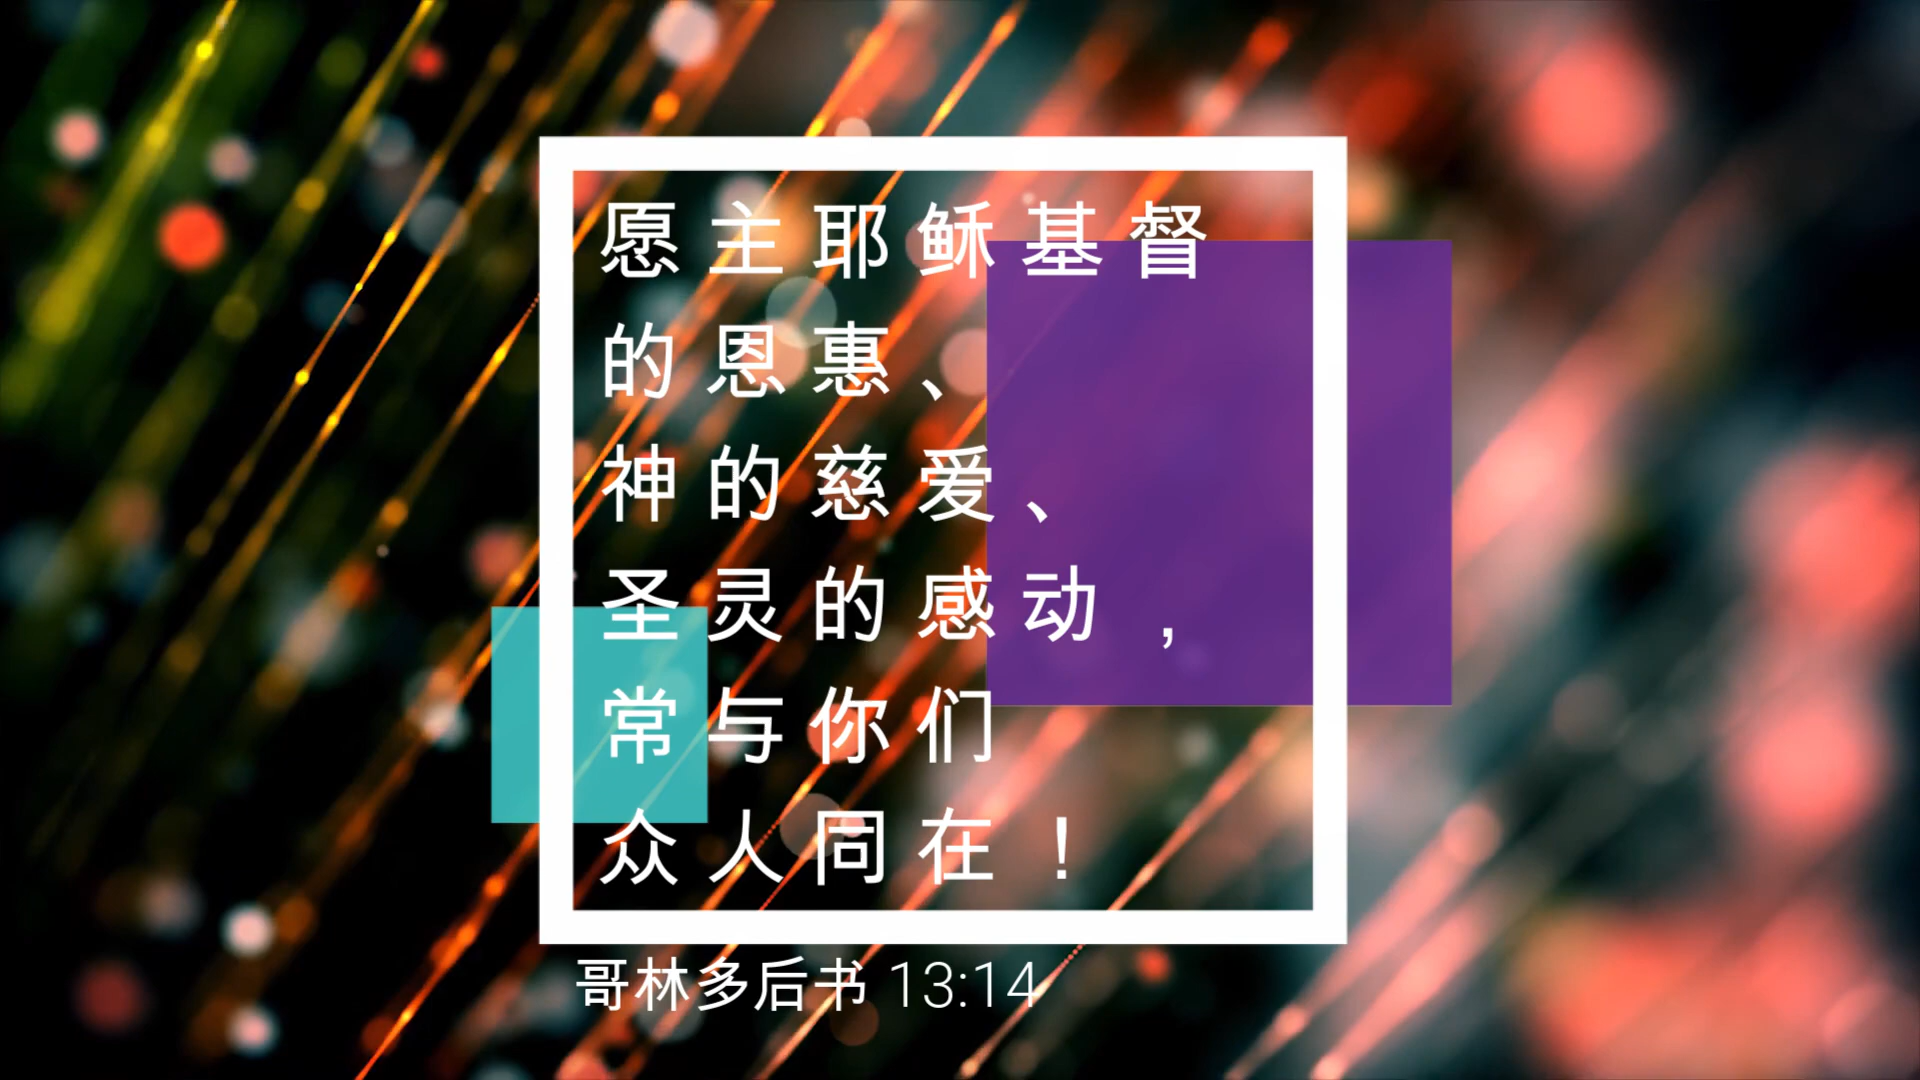 愿主耶稣基督
的恩惠、
神的慈爱、
圣灵的感动，
常与你们
众人同在！
哥林多后书 13:14